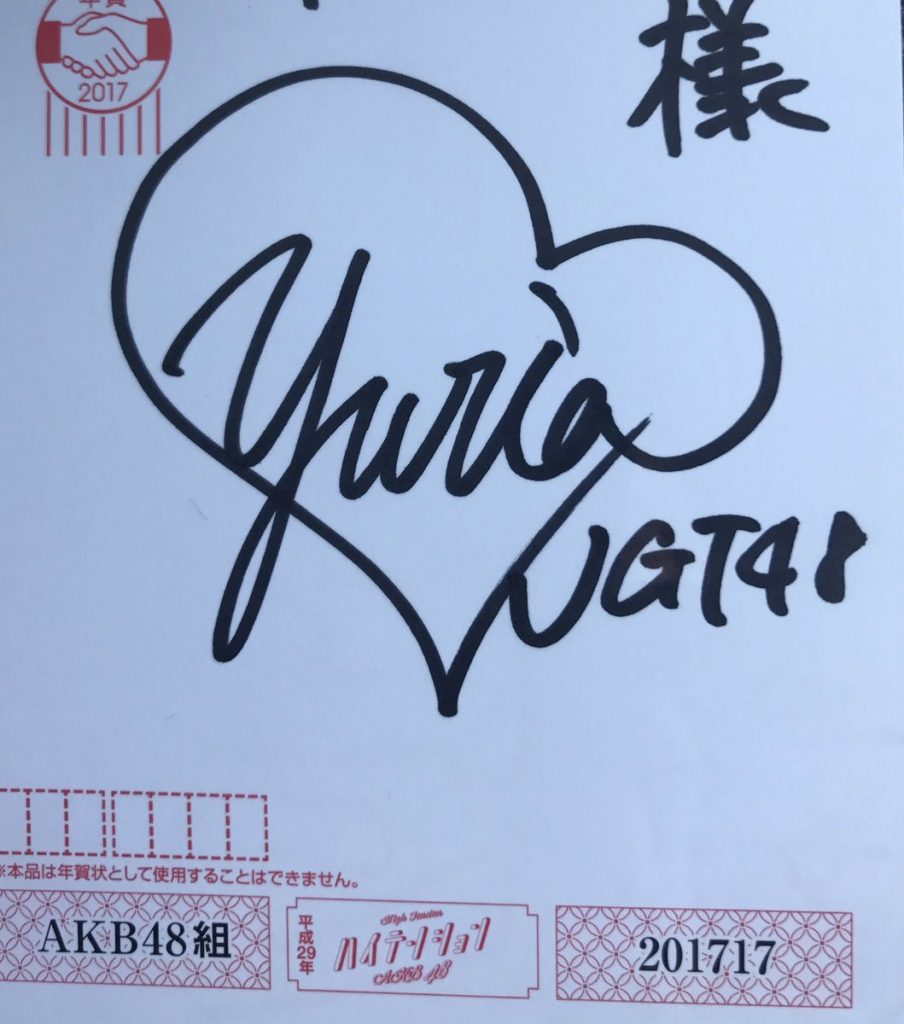 年賀
2017
様
Yuria
NGT48
※本品は年賀状として使用することはできません。
AKB48組
平成29年
High Tension
ハイテンション
AKB48
201717